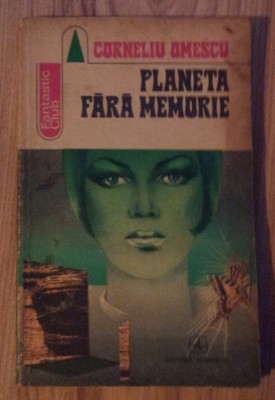 CORNELIU OMESCU
PLANETA
FĂRĂ MEMORIE
Fantastic
Club